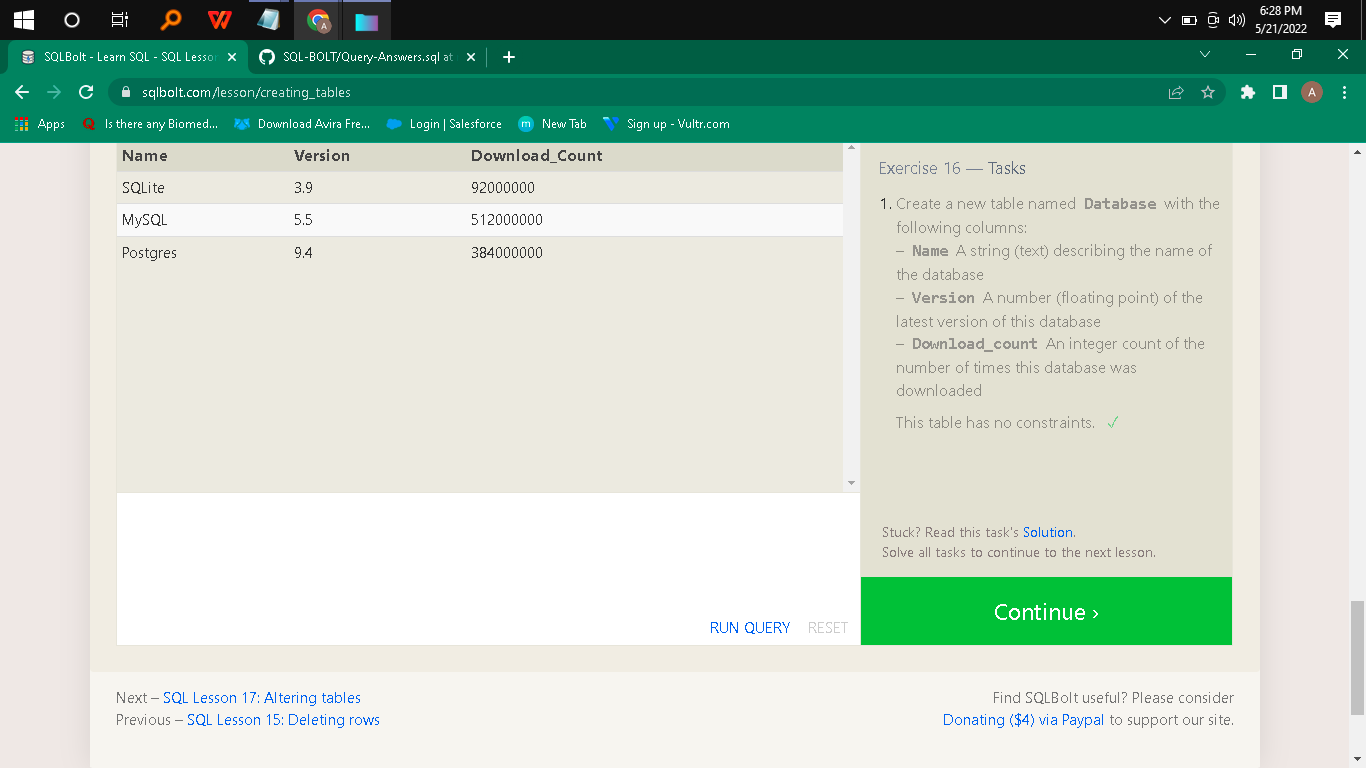 6:28 PM
5/21/2022
SQLBolt - Learn SQL - SQL Lesson
SQL-BOLT/Query-Answers.sql at
sqlbolt.com/lesson/creating_tables
A
Apps
Is there any Biomed...
Download Avira Fre...
Login | Salesforce
m New Tab
Sign up - Vultr.com
Name Version Download_Count
SQLite 3.9 92000000
MySQL 5.5 512000000
Postgres 9.4 384000000
Exercise 16 — Tasks
1. Create a new table named Database with the
following columns:
– Name A string (text) describing the name of
the database
– Version A number (floating point) of the
latest version of this database
– Download_count An integer count of the
number of times this database was
downloaded
This table has no constraints. ✓
Stuck? Read this task's Solution.
Solve all tasks to continue to the next lesson.
RUN QUERY RESET
Continue ›
Next – SQL Lesson 17: Altering tables
Previous – SQL Lesson 15: Deleting rows
Find SQLBolt useful? Please consider
Donating ($4) via Paypal to support our site.